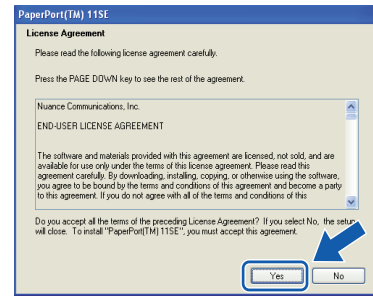 PaperPort(TM) 11SE
License Agreement
Please read the following license agreement carefully.
Press the PAGE DOWN key to see the rest of the agreement.
Nuance Communications, Inc.
END-USER LICENSE AGREEMENT
The software and materials provided with this agreement are licensed, not sold, and are
available for use only under the terms of this license agreement. Please read this
agreement carefully. By downloading, installing, copying, or otherwise using the software,
you agree to be bound by the terms and conditions of this agreement and become a party
to this agreement. If you do not agree with all of the terms and conditions of this
Do you accept all the terms of the preceding License Agreement? If you select No, the setup
will close. To install "PaperPort(TM) 11SE", you must accept this agreement.
Yes
No